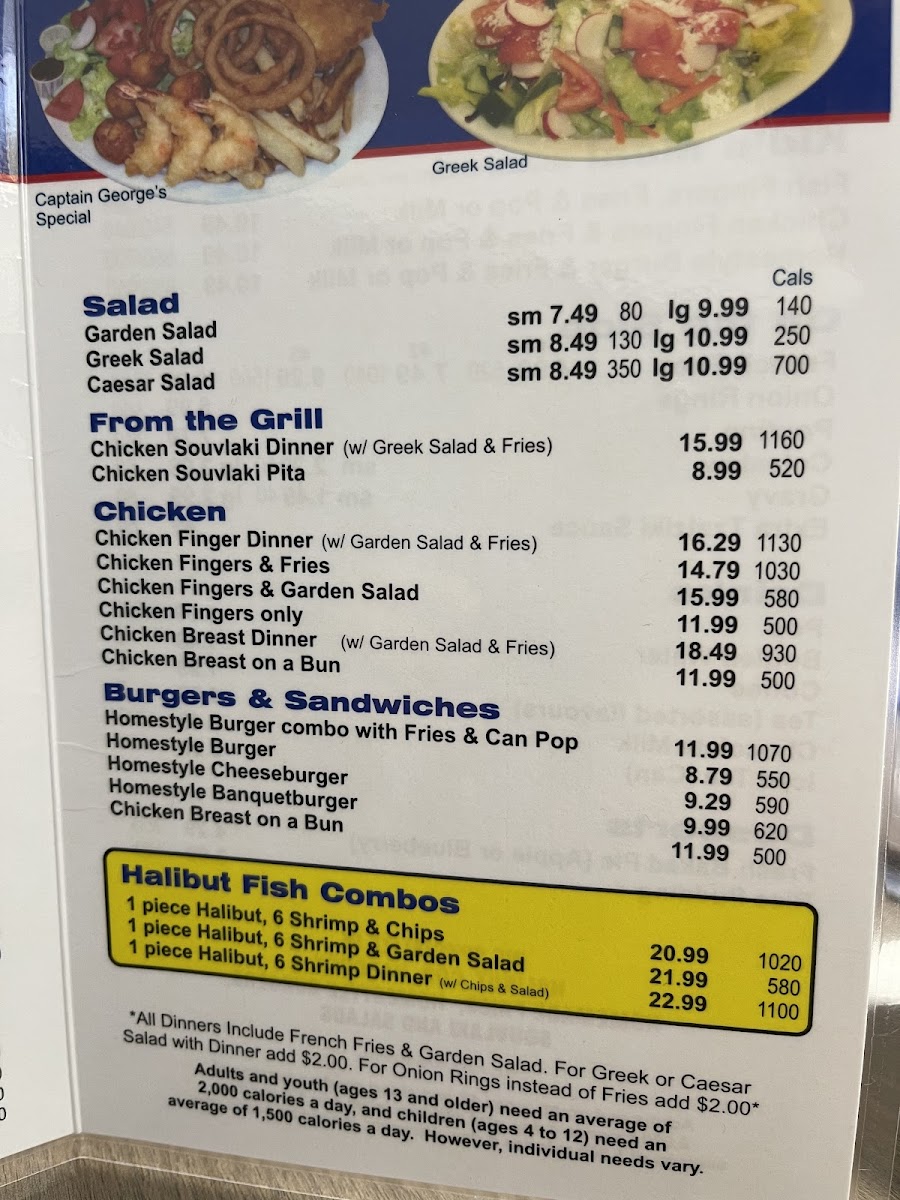 Captain George's
Special
Greek Salad
Cals
Salad
Garden Salad sm 7.49 80 lg 9.99 140
Greek Salad sm 8.49 130 lg 10.99 250
Caesar Salad sm 8.49 350 lg 10.99 700
From the Grill
Chicken Souvlaki Dinner (w/ Greek Salad & Fries) 15.99 1160
Chicken Souvlaki Pita 8.99 520
Chicken
Chicken Finger Dinner (w/ Garden Salad & Fries) 16.29 1130
Chicken Fingers & Fries 14.79 1030
Chicken Fingers & Garden Salad 15.99 580
Chicken Fingers only 11.99 500
Chicken Breast Dinner (w/ Garden Salad & Fries) 18.49 930
Chicken Breast on a Bun 11.99 500
Burgers & Sandwiches
Homestyle Burger combo with Fries & Can Pop 11.99 1070
Homestyle Burger 8.79 550
Homestyle Cheeseburger 9.29 590
Homestyle Banquetburger 9.99 620
Chicken Breast on a Bun 11.99 500
Halibut Fish Combos
1 piece Halibut, 6 Shrimp & Chips 20.99 1020
1 piece Halibut, 6 Shrimp & Garden Salad 21.99 580
1 piece Halibut, 6 Shrimp Dinner (w/ Chips & Salad) 22.99 1100
*All Dinners Include French Fries & Garden Salad. For Greek or Caesar
Salad with Dinner add $2.00. For Onion Rings instead of Fries add $2.00*
Adults and youth (ages 13 and older) need an average of
2,000 calories a day, and children (ages 4 to 12) need an
average of 1,500 calories a day. However, individual needs vary.